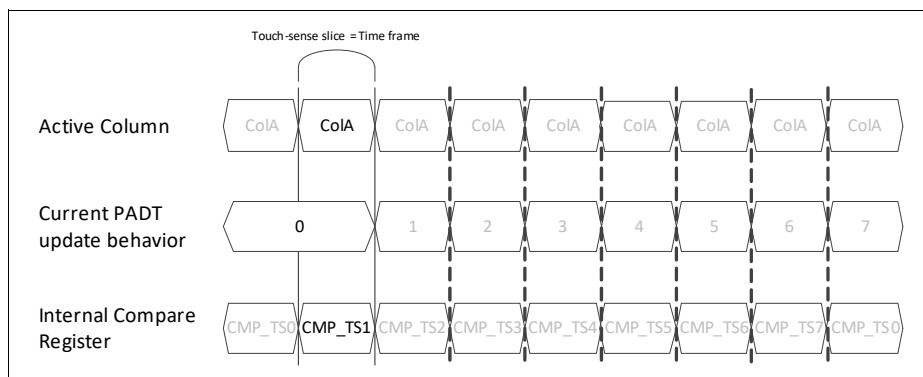 Touch-sense slice = Time frame
Active Column ColA ColA ColA ColA ColA ColA ColA ColA ColA
Current PADT
update behavior 0 1 2 3 4 5 6 7
Internal Compare
Register CMP_TS0 CMP_TS1 CMP_TS2 CMP_TS3 CMP_TS4 CMP_TS5 CMP_TS6 CMP_TS7 CMP_TS0